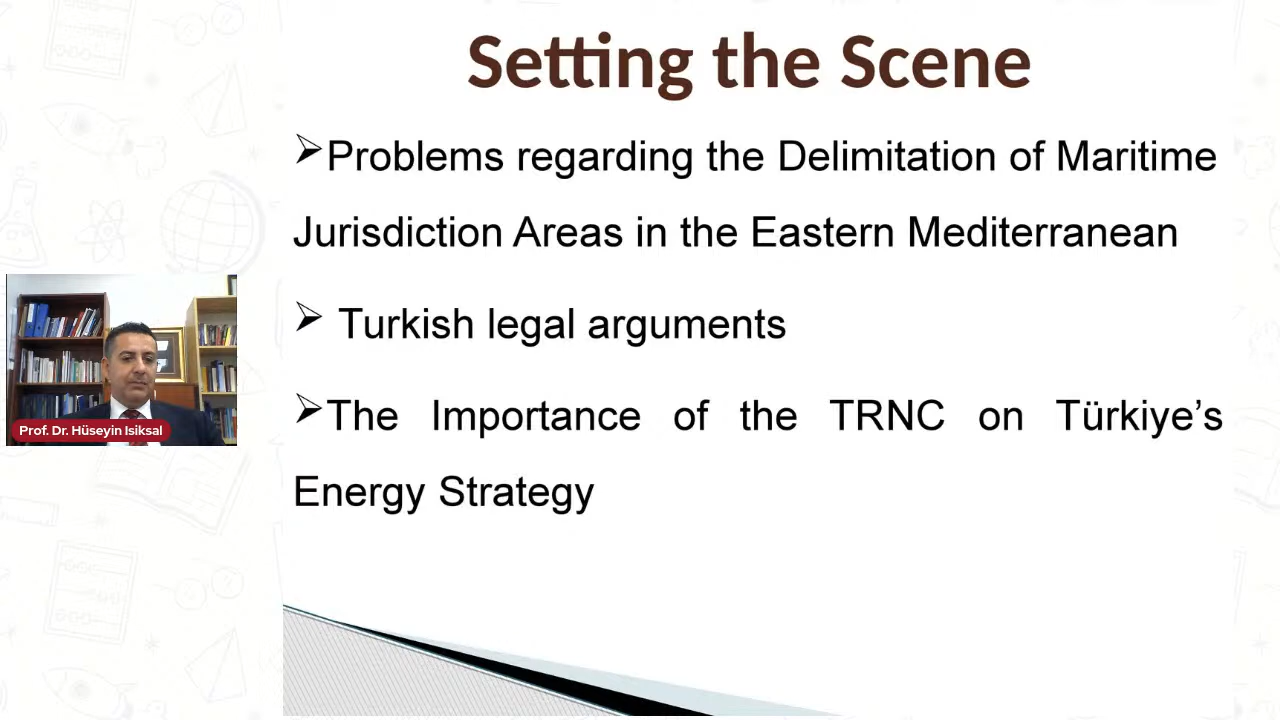 Setting the Scene
Problems regarding the Delimitation of Maritime
Jurisdiction Areas in the Eastern Mediterranean
Turkish legal arguments
The Importance of the TRNC on Türkiye’s
Energy Strategy
Prof. Dr. Hüseyin Isiksal